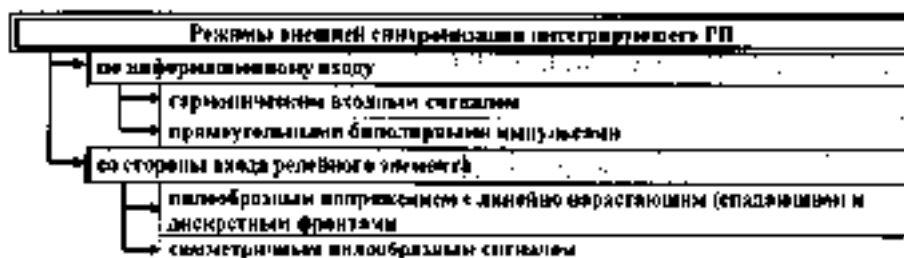 Режимы внешней синхронизации интегрирующего РП
по информационному входу
гармоническим входным сигналом
прямоугольными биполярными импульсами
со стороны входа релейного элемента
пилообразным напряжением с линейно нарастающим (спадающим) и
дискретным фронтами
симметричным пилообразным сигналом